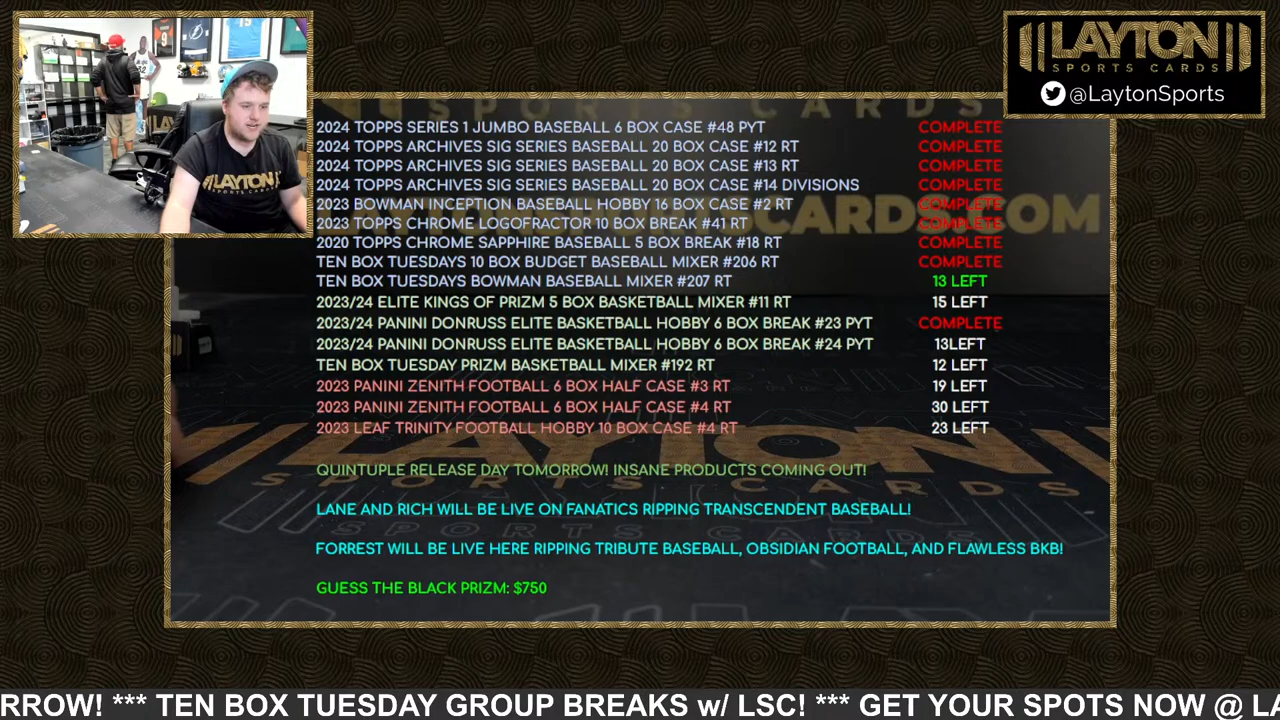 LAYTON
SPORTS CARDS
@LaytonSports
2024 TOPPS SERIES 1 JUMBO BASEBALL 6 BOX CASE #48 PYT COMPLETE
2024 TOPPS ARCHIVES SIG SERIES BASEBALL 20 BOX CASE #12 RT COMPLETE
2024 TOPPS ARCHIVES SIG SERIES BASEBALL 20 BOX CASE #13 RT COMPLETE
2024 TOPPS ARCHIVES SIG SERIES BASEBALL 20 BOX CASE #14 DIVISIONS COMPLETE
2023 BOWMAN INCEPTION BASEBALL HOBBY 16 BOX CASE #2 RT COMPLETE
2023 TOPPS CHROME LOGOFRACTOR 10 BOX BREAK #41 RT COMPLETE
2020 TOPPS CHROME SAPPHIRE BASEBALL 5 BOX BREAK #18 RT COMPLETE
TEN BOX TUESDAYS 10 BOX BUDGET BASEBALL MIXER #206 RT COMPLETE
TEN BOX TUESDAYS BOWMAN BASEBALL MIXER #207 RT 13 LEFT
2023/24 ELITE KINGS OF PRIZM 5 BOX BASKETBALL MIXER #11 RT 15 LEFT
2023/24 PANINI DONRUSS ELITE BASKETBALL HOBBY 6 BOX BREAK #23 PYT COMPLETE
2023/24 PANINI DONRUSS ELITE BASKETBALL HOBBY 6 BOX BREAK #24 PYT 13LEFT
TEN BOX TUESDAY PRIZM BASKETBALL MIXER #192 RT 12 LEFT
2023 PANINI ZENITH FOOTBALL 6 BOX HALF CASE #3 RT 19 LEFT
2023 PANINI ZENITH FOOTBALL 6 BOX HALF CASE #4 RT 30 LEFT
2023 LEAF TRINITY FOOTBALL HOBBY 10 BOX CASE #4 RT 23 LEFT
QUINTUPLE RELEASE DAY TOMORROW! INSANE PRODUCTS COMING OUT!
LANE AND RICH WILL BE LIVE ON FANATICS RIPPING TRANSCENDENT BASEBALL!
FORREST WILL BE LIVE HERE RIPPING TRIBUTE BASEBALL, OBSIDIAN FOOTBALL, AND FLAWLESS BKB!
GUESS THE BLACK PRIZM: $750
RROW! *** TEN BOX TUESDAY GROUP BREAKS w/ LSC! *** GET YOUR SPOTS NOW @ LA